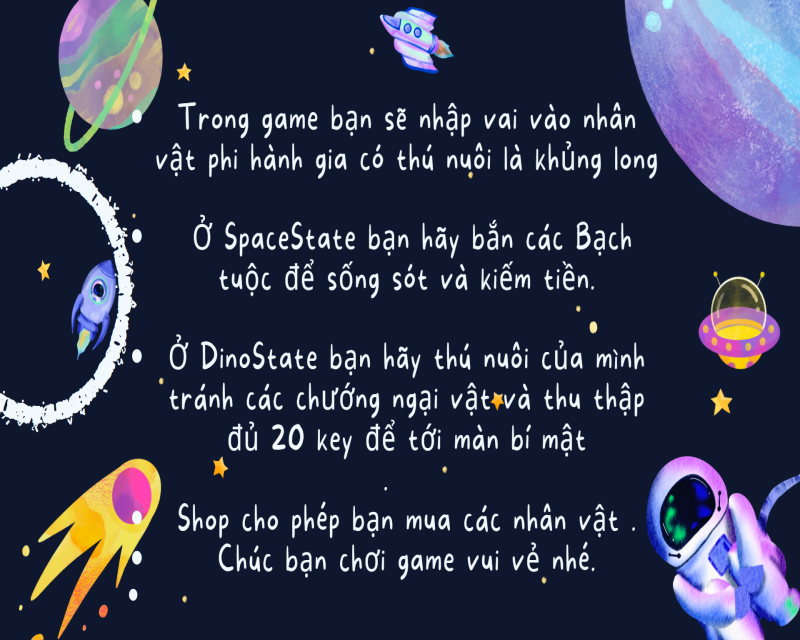 Trong game bạn sẽ nhập vai vào nhân
vật phi hành gia có thú nuôi là khủng long
Ở SpaceState bạn hãy bắn các Bạch
tuộc để sống sót và kiếm tiền.
Ở DinoState bạn hãy thú nuôi của mình
tránh các chướng ngại vật và thu thập
đủ 20 key để tới màn bí mật
.
Shop cho phép bạn mua các nhân vật .
Chúc bạn chơi game vui vẻ nhé.